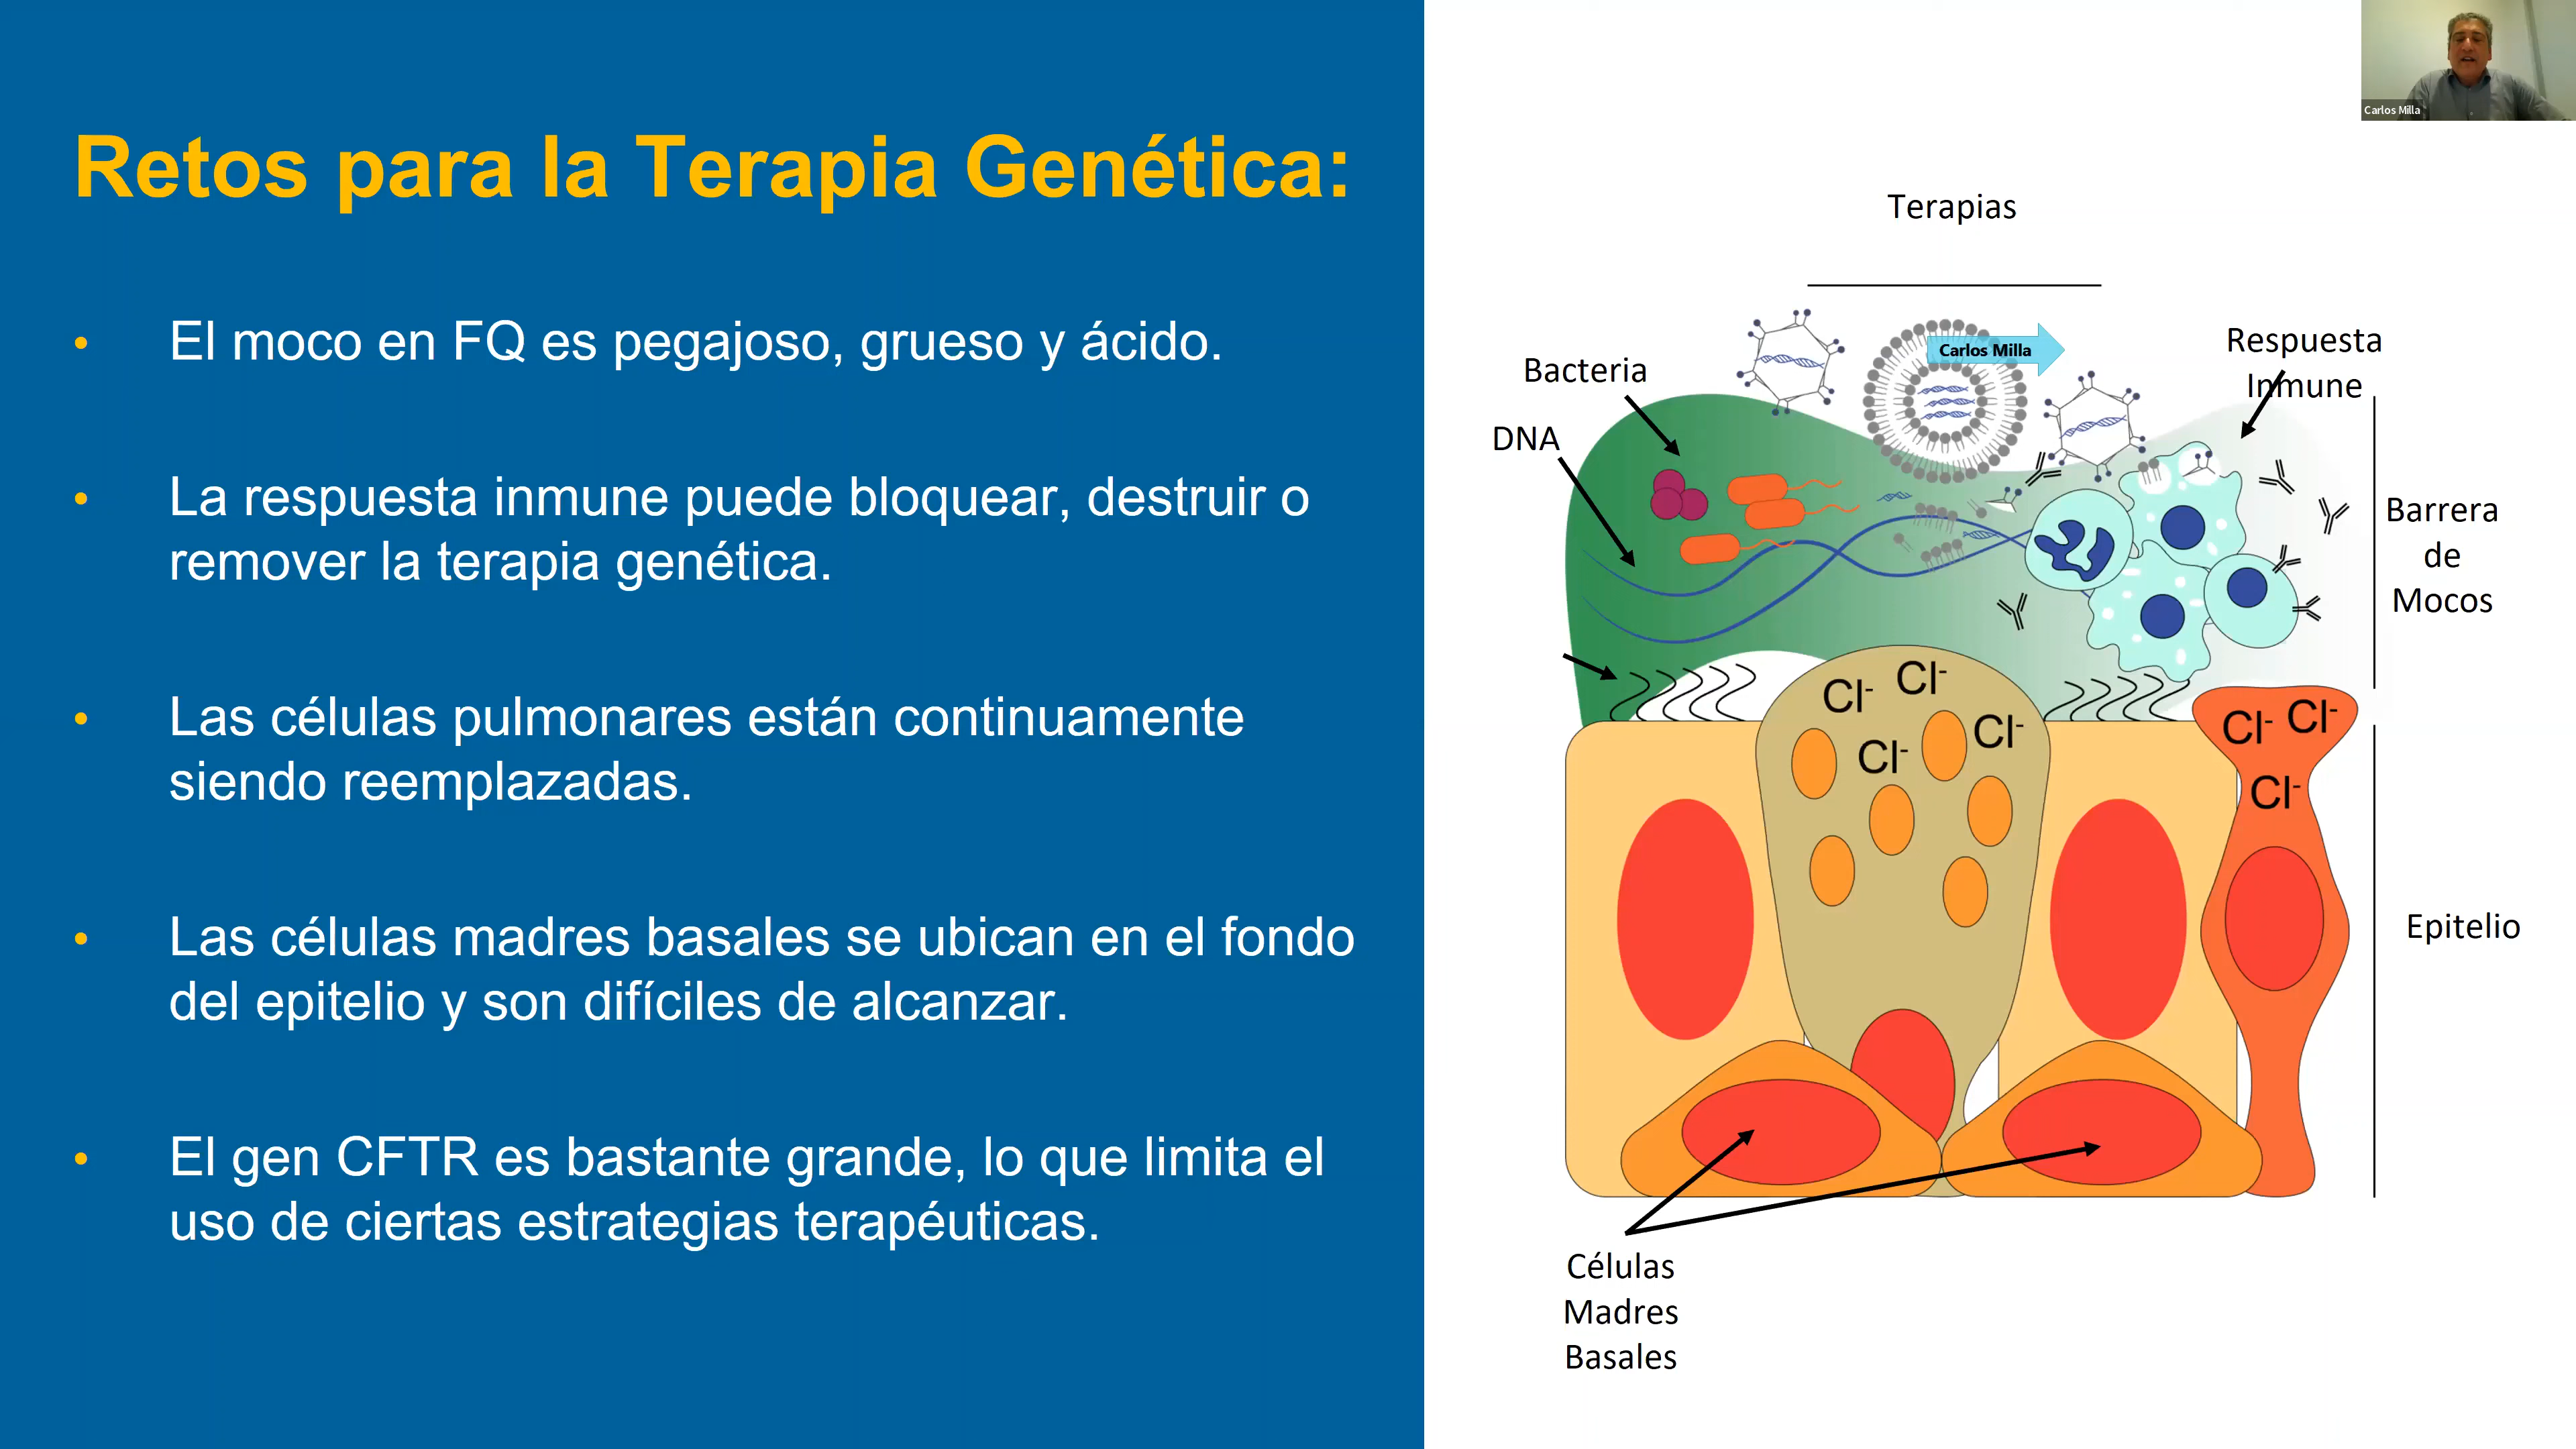 Retos para la Terapia Genética:
• El moco en FQ es pegajoso, grueso y ácido.
• La respuesta inmune puede bloquear, destruir o
remover la terapia genética.
• Las células pulmonares están continuamente
siendo reemplazadas.
• Las células madres basales se ubican en el fondo
del epitelio y son difíciles de alcanzar.
• El gen CFTR es bastante grande, lo que limita el
uso de ciertas estrategias terapéuticas.
Carlos Milla
Terapias
Carlos Milla
Respuesta
Inmune
Bacteria
DNA
Barrera
de
Mocos
Cl-
Cl-
Cl-
Cl-
Cl-
Cl-
Cl-
Epitelio
Células
Madres
Basales